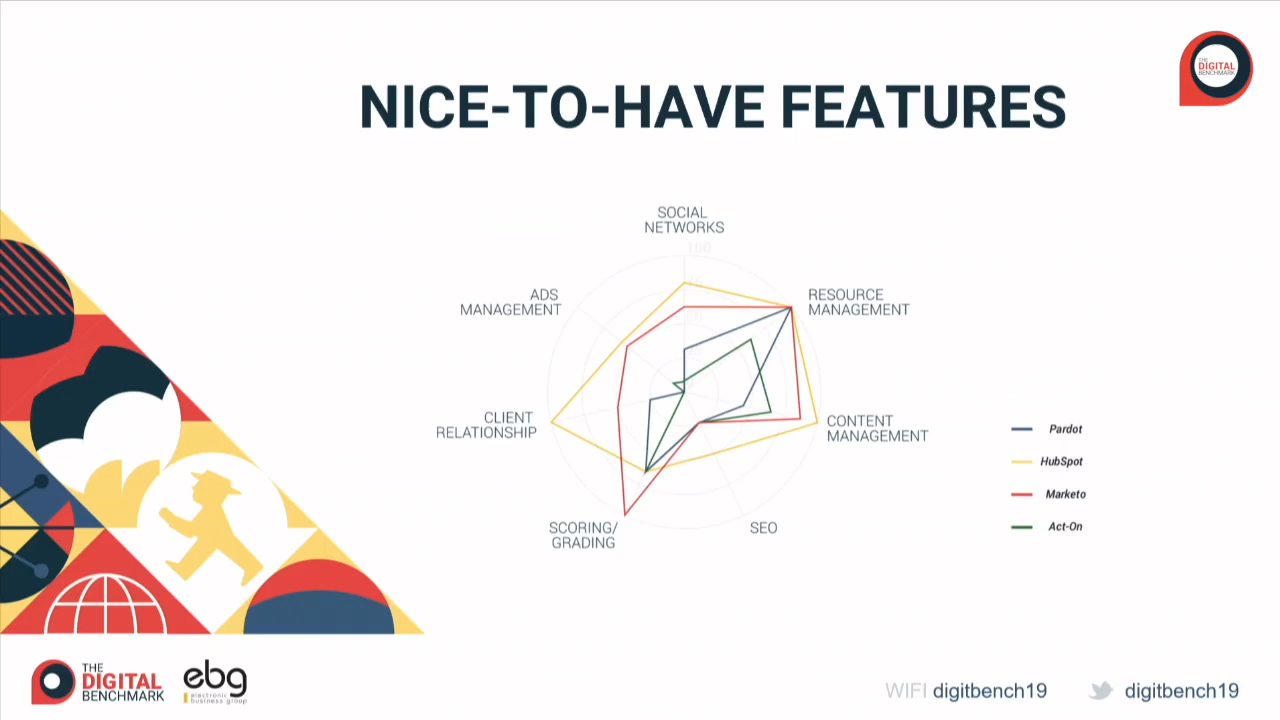 THE
DIGITAL
BENCHMARK
NICE-TO-HAVE FEATURES
SOCIAL
NETWORKS
100
ADS
MANAGEMENT
RESOURCE
MANAGEMENT
CLIENT
RELATIONSHIP
CONTENT
MANAGEMENT
SCORING/
GRADING
SEO
Pardot
HubSpot
Marketo
Act-On
THE
DIGITAL
BENCHMARK
ebg
electronic
business group
WIFI digitbench19
digitbench19